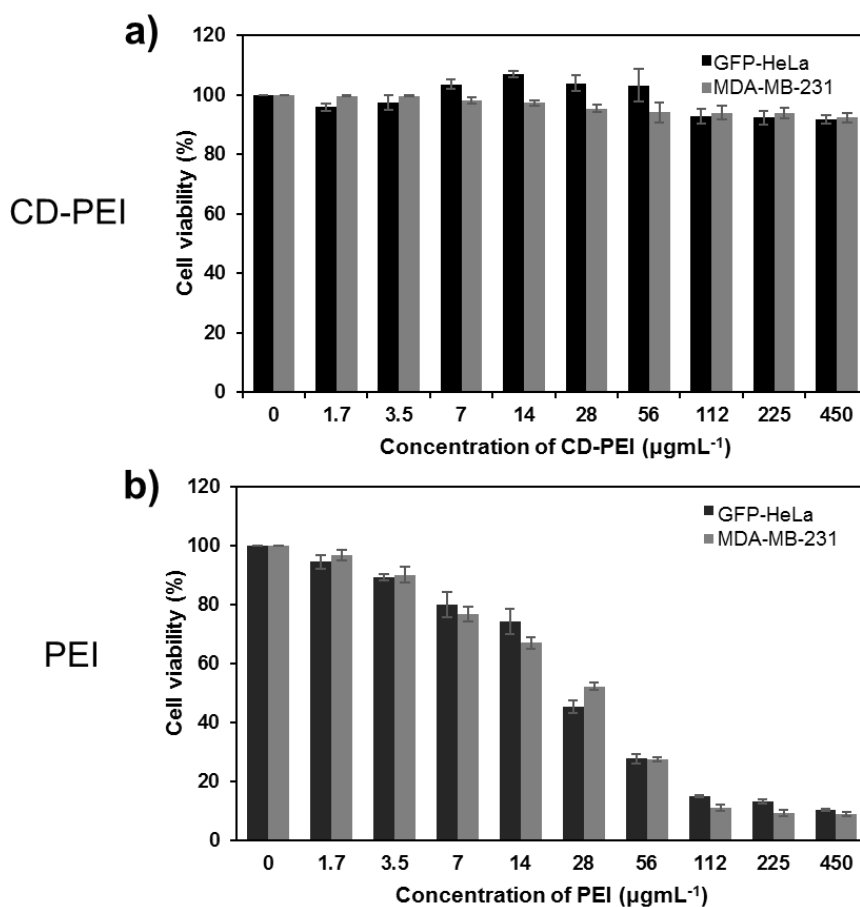 a)
120
100
80
60
40
20
0
Cell viability (%)
GFP-HeLa
MDA-MB-231
CD-PEI
0 1.7 3.5 7 14 28 56 112 225 450
Concentration of CD-PEI (µgmL⁻¹)
b)
120
100
80
60
40
20
0
Cell viability (%)
GFP-HeLa
MDA-MB-231
PEI
0 1.7 3.5 7 14 28 56 112 225 450
Concentration of PEI (µgmL⁻¹)